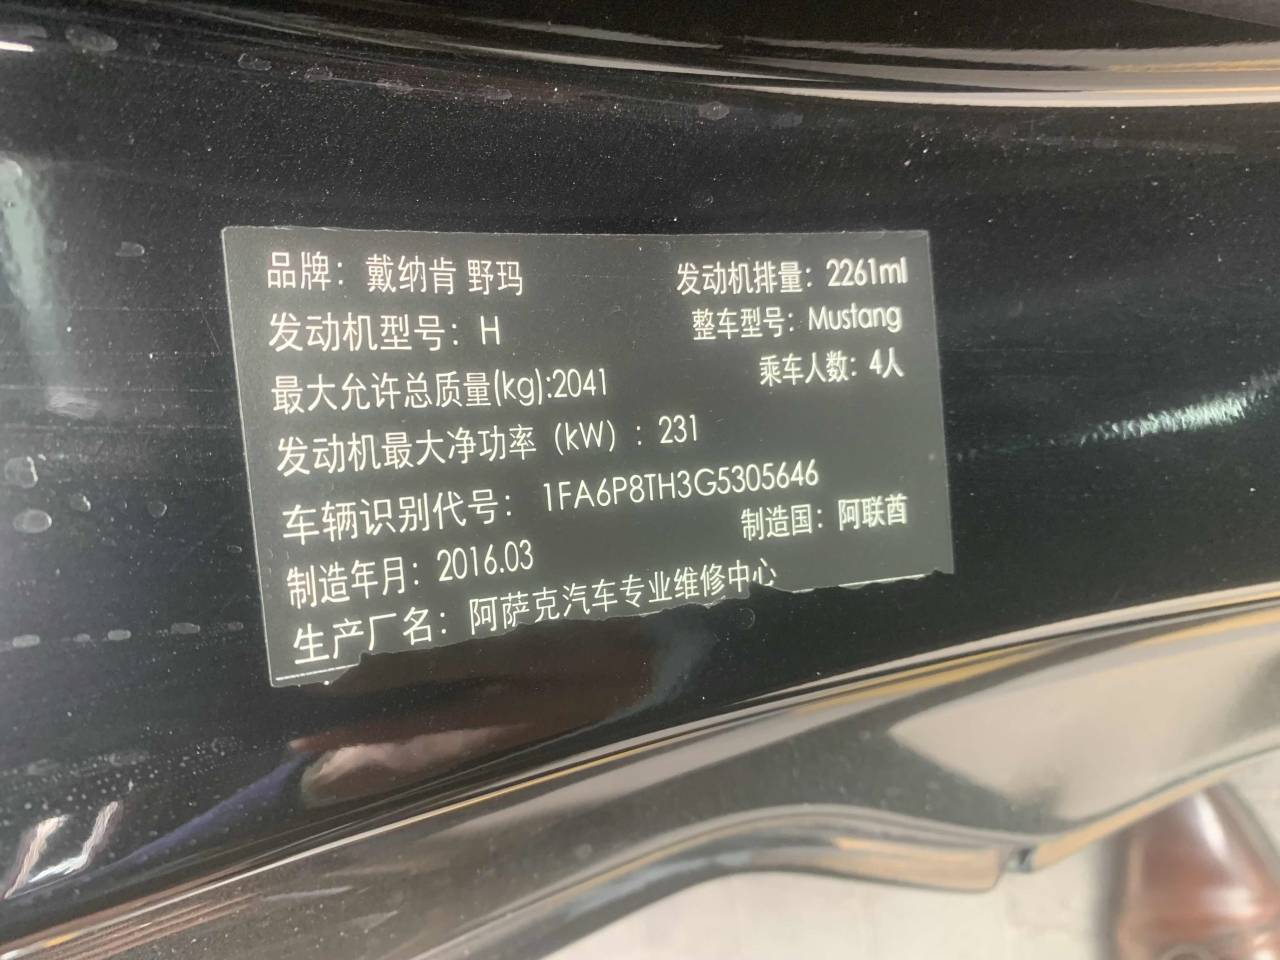 品牌：戴纳肯 野玛 发动机排量：2261ml
发动机型号：H 整车型号：Mustang
最大允许总质量(kg):2041 乘车人数：4人
发动机最大净功率（kW）：231
车辆识别代号：1FA6P8TH3G5305646
制造年月：2016.03 制造国：阿联酋
生产厂名：阿萨克汽车专业维修中心